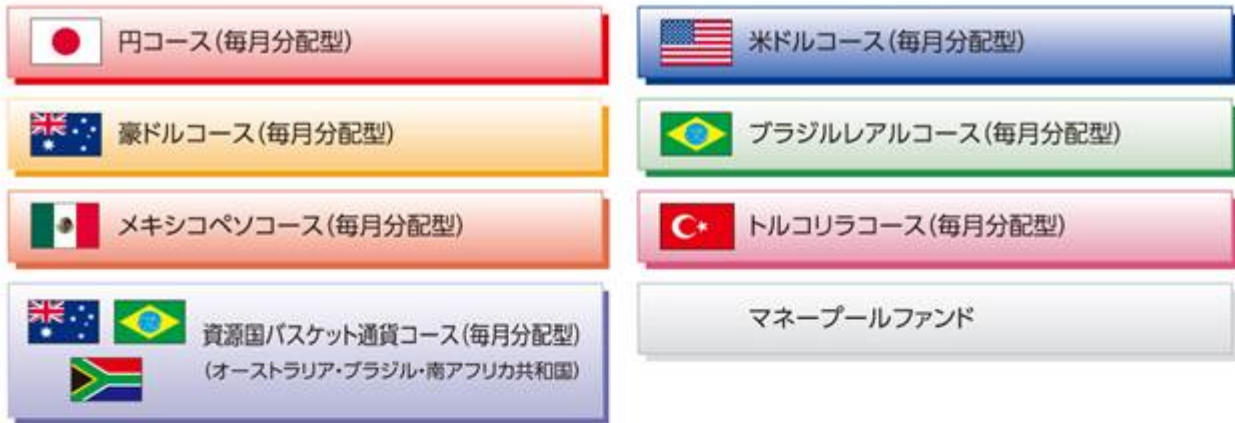 円コース(毎月分配型)
米ドルコース(毎月分配型)
豪ドルコース(毎月分配型)
ブラジルレアルコース(毎月分配型)
メキシコペソコース(毎月分配型)
トルコリラコース(毎月分配型)
資源国バスケット通貨コース(毎月分配型)
(オーストラリア・ブラジル・南アフリカ共和国)
マネープールファンド